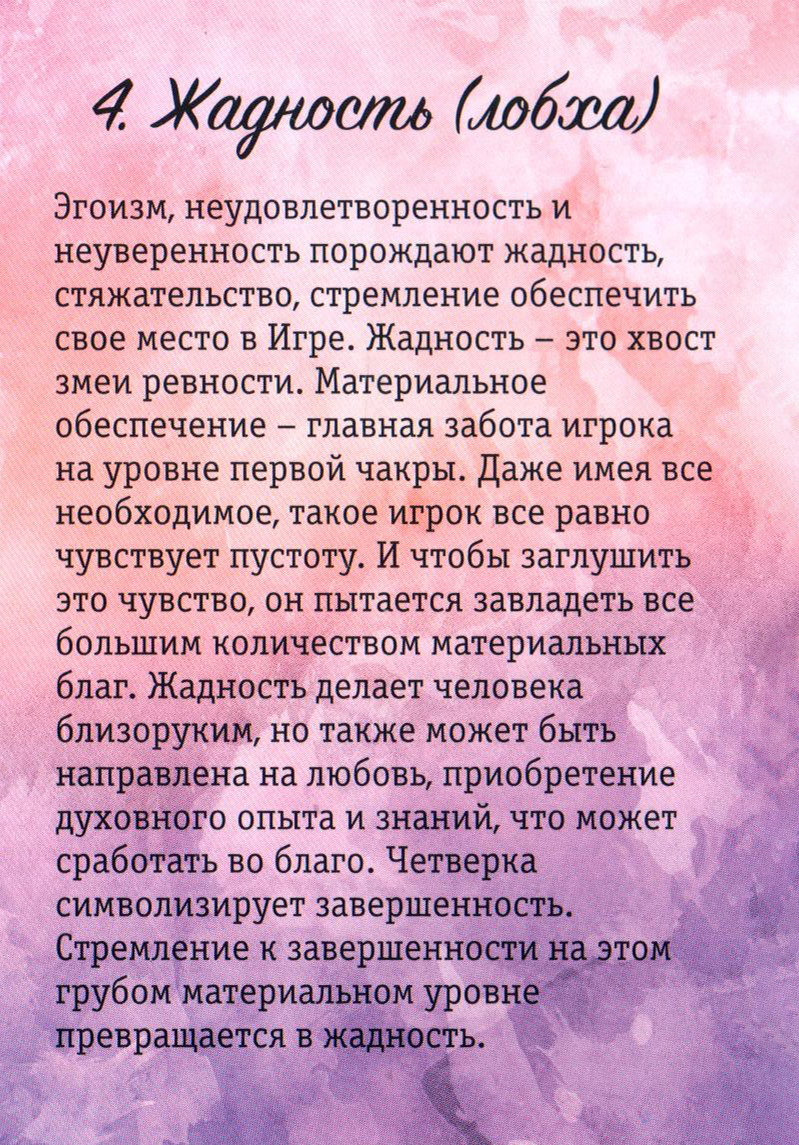 4. Жадность (лобха)
Эгоизм, неудовлетворенность и
неуверенность порождают жадность,
стяжательство, стремление обеспечить
свое место в Игре. Жадность – это хвост
змеи ревности. Материальное
обеспечение – главная забота игрока
на уровне первой чакры. Даже имея все
необходимое, такое игрок все равно
чувствует пустоту. И чтобы заглушить
это чувство, он пытается завладеть все
большим количеством материальных
благ. Жадность делает человека
близоруким, но также может быть
направлена на любовь, приобретение
духовного опыта и знаний, что может
сработать во благо. Четверка
символизирует завершенность.
Стремление к завершенности на этом
грубом материальном уровне
превращается в жадность.